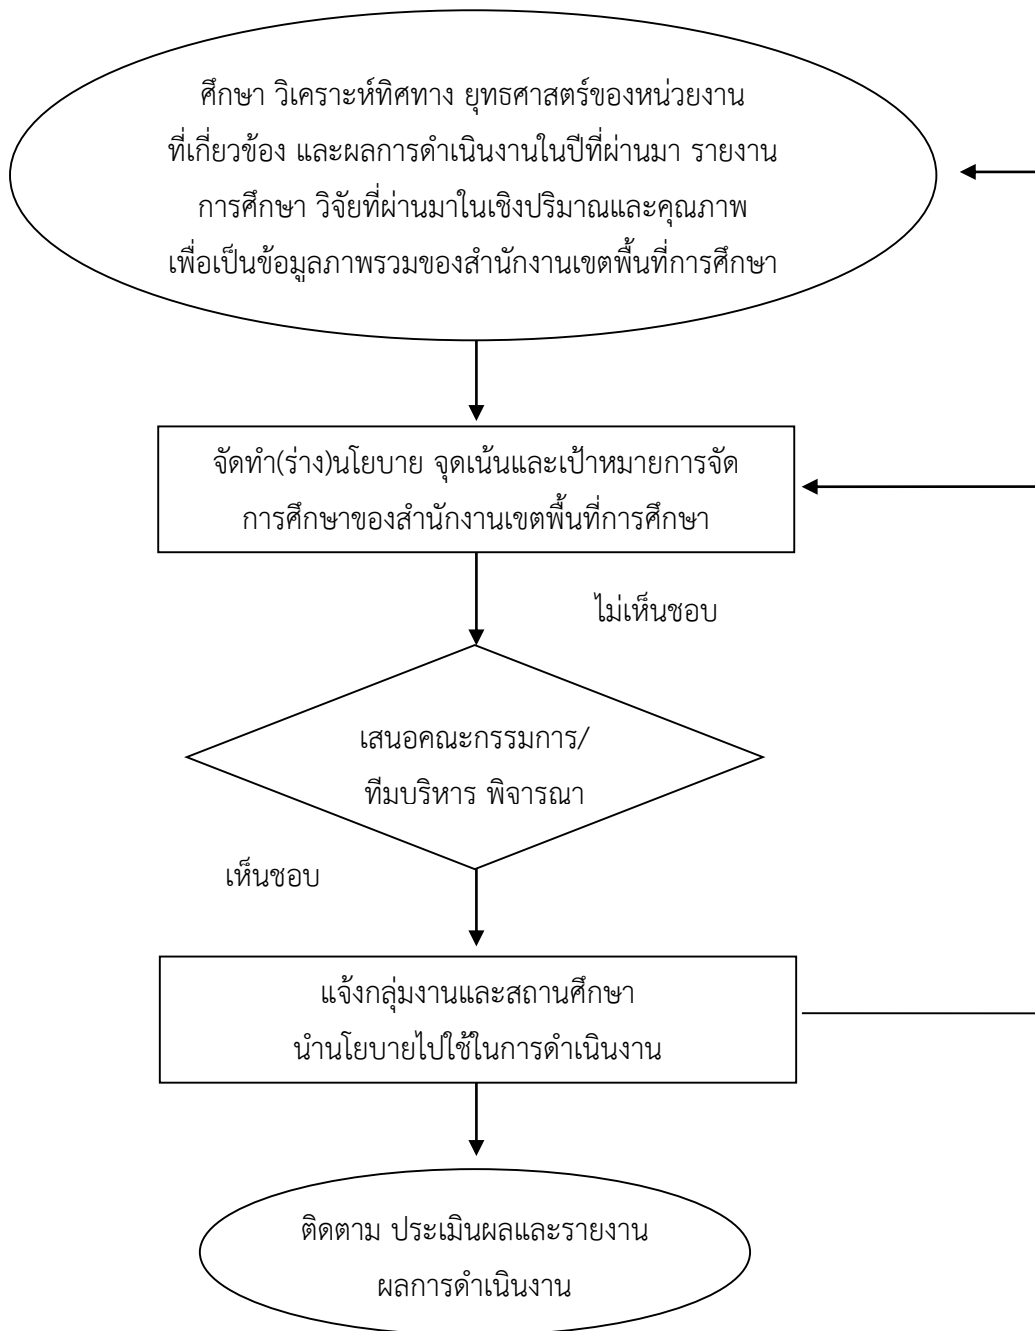 ศึกษา วิเคราะห์ทิศทาง ยุทธศาสตร์ของหน่วยงาน
ที่เกี่ยวข้อง และผลการดำเนินงานในปีที่ผ่านมา รายงาน
การศึกษา วิจัยที่ผ่านมาในเชิงปริมาณและคุณภาพ
เพื่อเป็นข้อมูลภาพรวมของสำนักงานเขตพื้นที่การศึกษา
จัดทำ(ร่าง)นโยบาย จุดเน้นและเป้าหมายการจัด
การศึกษาของสำนักงานเขตพื้นที่การศึกษา
ไม่เห็นชอบ
เสนอคณะกรรมการ/
ทีมบริหาร พิจารณา
เห็นชอบ
แจ้งกลุ่มงานและสถานศึกษา
นำนโยบายไปใช้ในการดำเนินงาน
ติดตาม ประเมินผลและรายงาน
ผลการดำเนินงาน